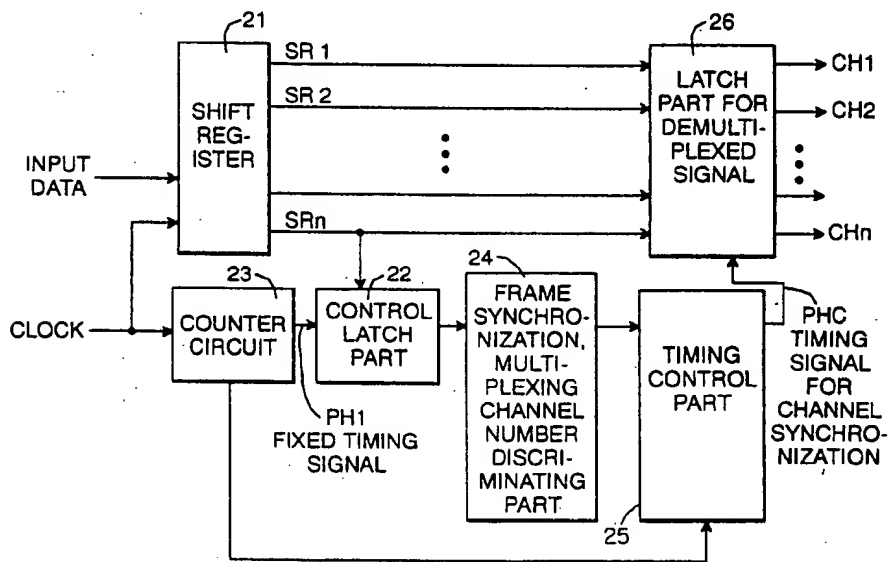 21
SHIFT
REG-
ISTER
INPUT
DATA
SR 1
SR 2
SRn
26
LATCH
PART FOR
DEMULTI-
PLEXED
SIGNAL
CH1
CH2
CHn
CLOCK
23
COUNTER
CIRCUIT
22
CONTROL
LATCH
PART
PH1
FIXED TIMING
SIGNAL
24
FRAME
SYNCHRO-
NIZATION,
MULTI-
PLEXING
CHANNEL
NUMBER
DISCRI-
MINATING
PART
TIMING
CONTROL
PART
25
PHC
TIMING
SIGNAL
FOR
CHANNEL
SYNCHRO-
NIZATION